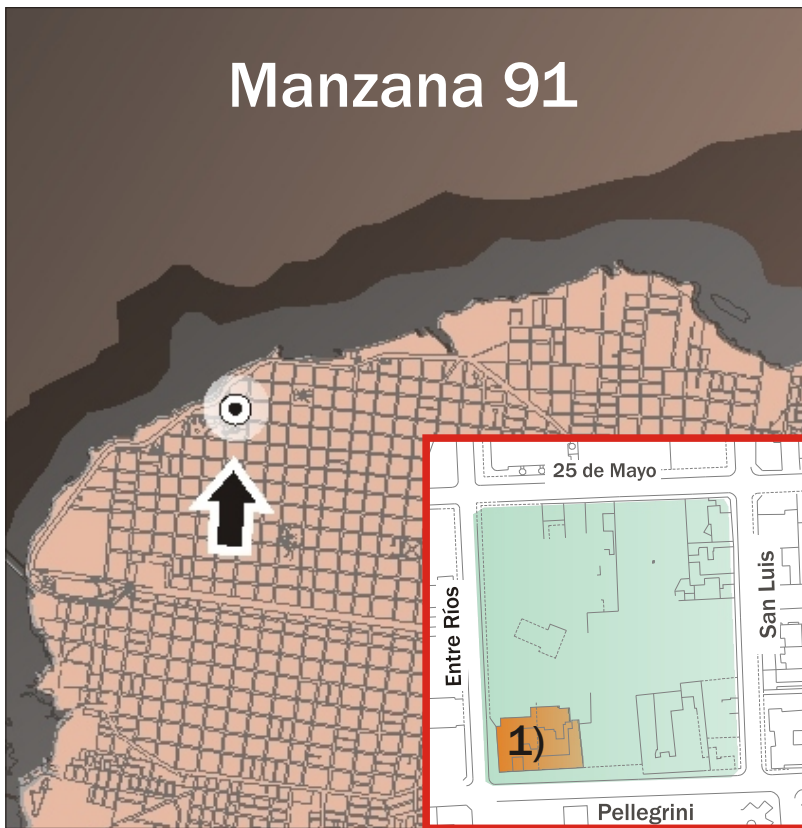 Manzana 91
25 de Mayo
Entre Ríos
San Luis
1)
Pellegrini